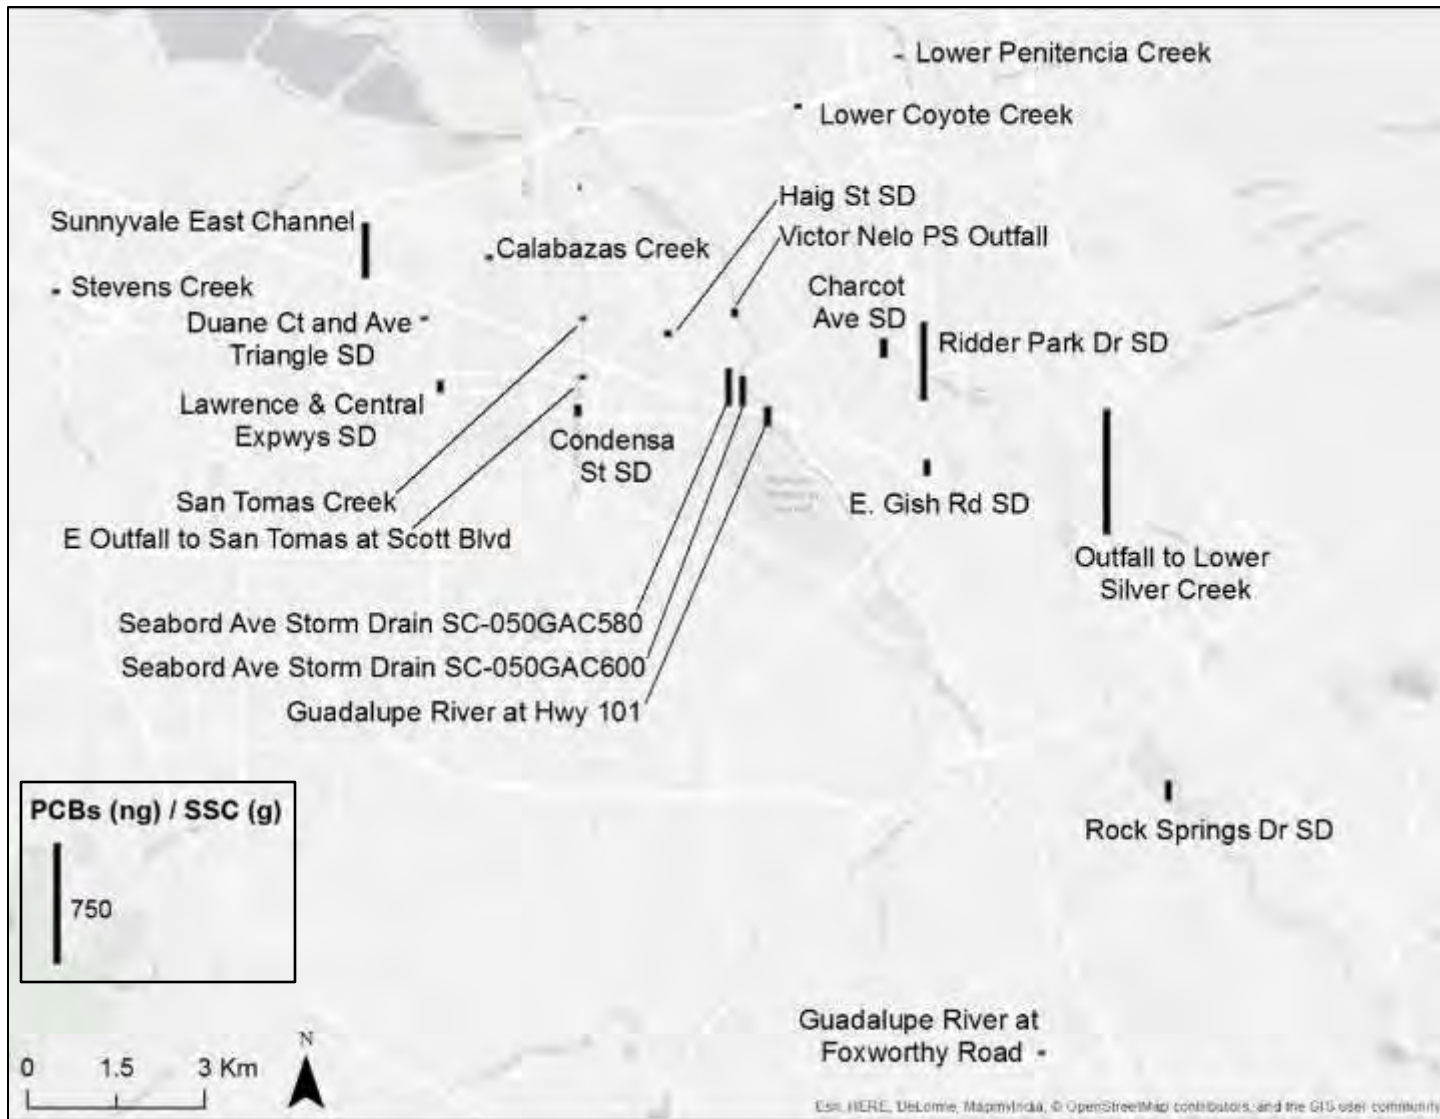 Lower Penitencia Creek
Lower Coyote Creek
Haig St SD
Sunnyvale East Channel
Victor Nelo PS Outfall
Calabazas Creek
Stevens Creek
Charcot
Ave SD
Duane Ct and Ave
Triangle SD
Ridder Park Dr SD
Lawrence & Central
Expwys SD
Condensa
St SD
San Tomas Creek
E. Gish Rd SD
E Outfall to San Tomas at Scott Blvd
Outfall to Lower
Silver Creek
Seabord Ave Storm Drain SC-050GAC580
Seabord Ave Storm Drain SC-050GAC600
Guadalupe River at Hwy 101
PCBs (ng) / SSC (g)
750
Rock Springs Dr SD
Guadalupe River at
Foxworthy Road
N
0 1.5 3 Km
Esri, HERE, DeLorme, MapmyIndia, © OpenStreetMap contributors, and the GIS user community